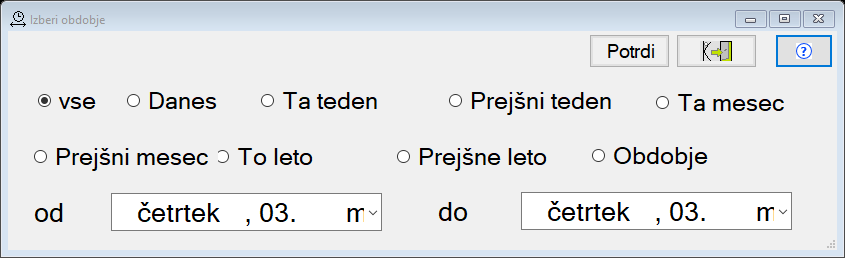 Izberi obdobje
Potrdi ?
vse Danes Ta teden Prejšni teden Ta mesec
Prejšni mesec To leto Prejšne leto Obdobje
od četrtek , 03. m do četrtek , 03. m